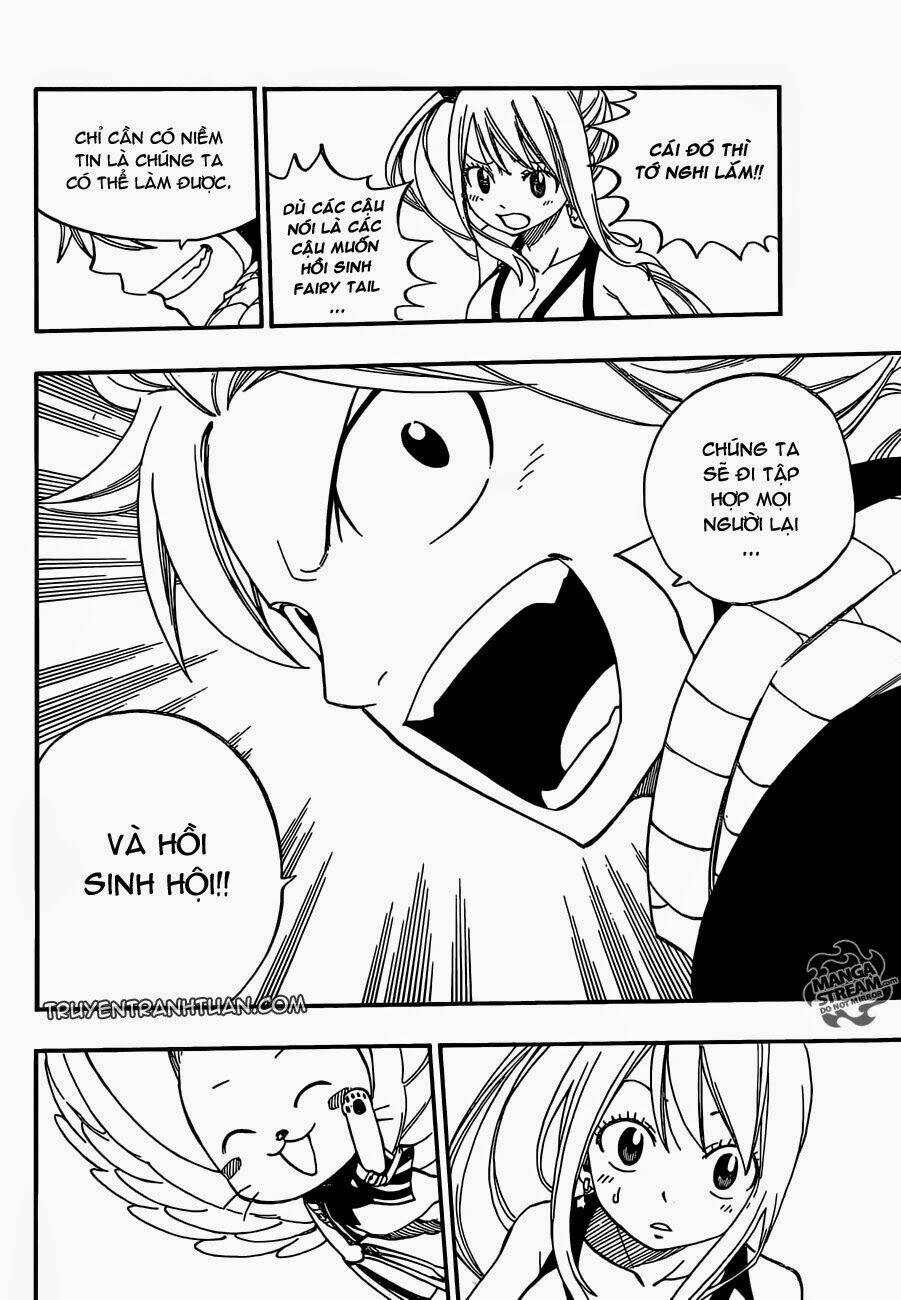 CÁI ĐÓ THÌ
TỚ NGHI LẮM!!
DÙ CÁC CẬU
NÓI LÀ CÁC
CẬU MUỐN
HỒI SINH
FAIRY TAIL
...
CHỈ CẦN CÓ NIỀM
TIN LÀ CHÚNG TA
CÓ THỂ LÀM ĐƯỢC.
CHÚNG TA
SẼ ĐI TẬP
HỢP MỌI
NGƯỜI LẠI
...
VÀ HỒI
SINH HỘI!!
TRUYENTRANHTUAN.COM
MANGA
STREAM.com
DO NOT MIRROR